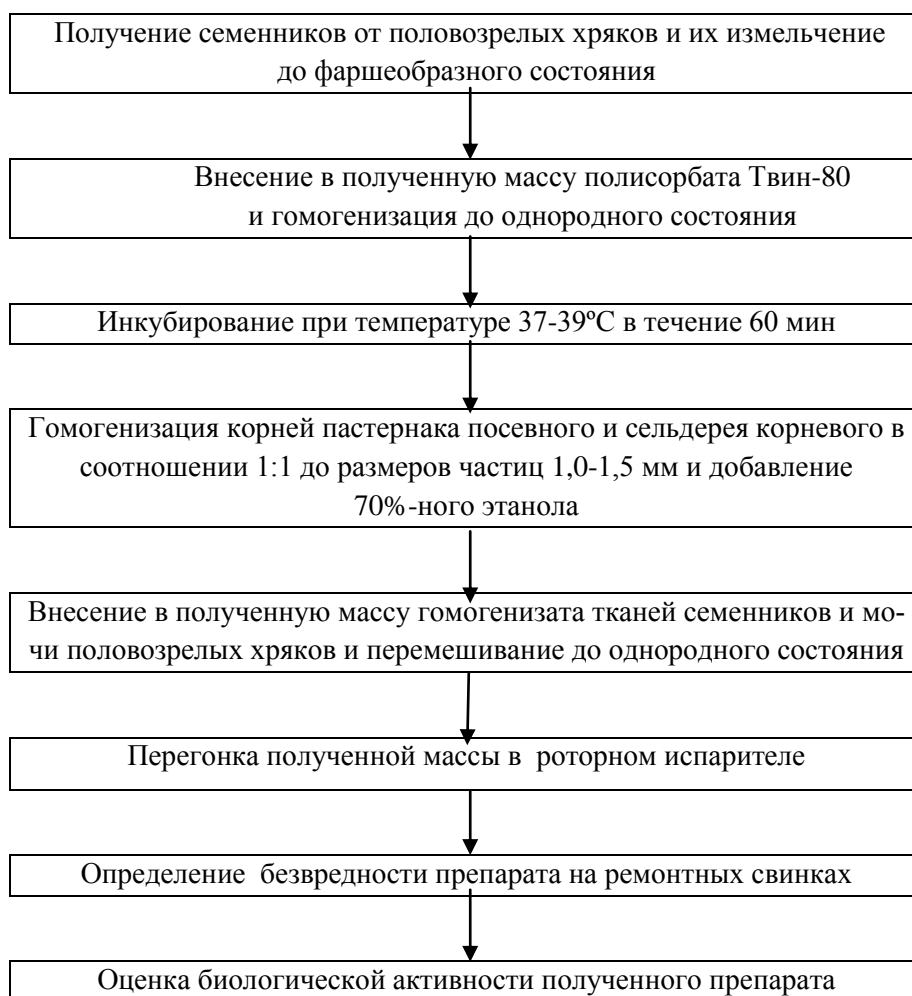 Получение семенников от половозрелых хряков и их измельчение
до фаршеобразного состояния
Внесение в полученную массу полисорбата Твин-80
и гомогенизация до однородного состояния
Инкубирование при температуре 37-39ºС в течение 60 мин
Гомогенизация корней пастернака посевного и сельдерея корневого в
соотношении 1:1 до размеров частиц 1,0-1,5 мм и добавление
70%-ного этанола
Внесение в полученную массу гомогенизата тканей семенников и мо-
чи половозрелых хряков и перемешивание до однородного состояния
Перегонка полученной массы в роторном испарителе
Определение безвредности препарата на ремонтных свинках
Оценка биологической активности полученного препарата